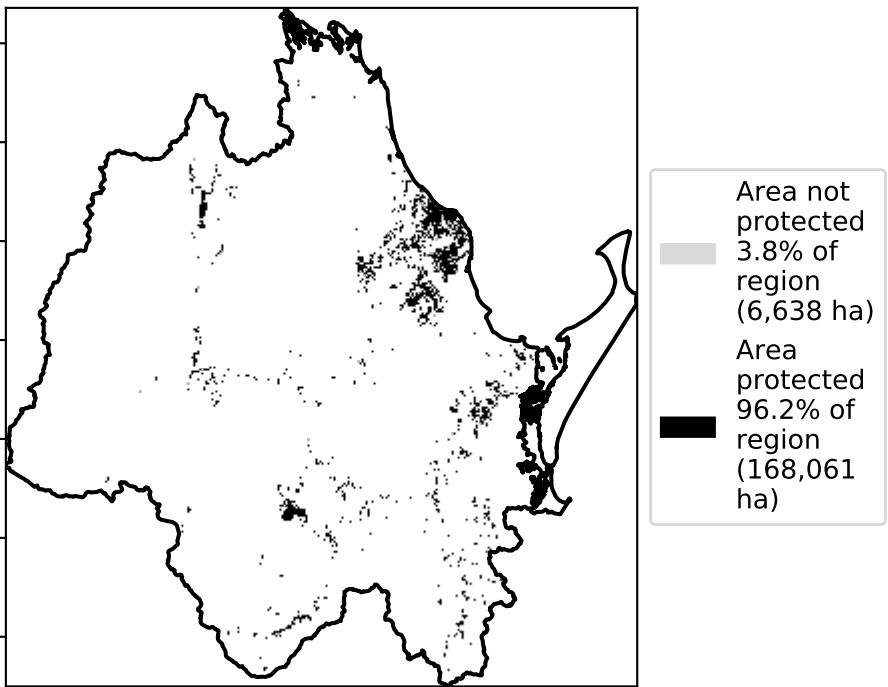 Area not
protected
3.8% of
region
(6,638 ha)
Area
protected
96.2% of
region
(168,061
ha)